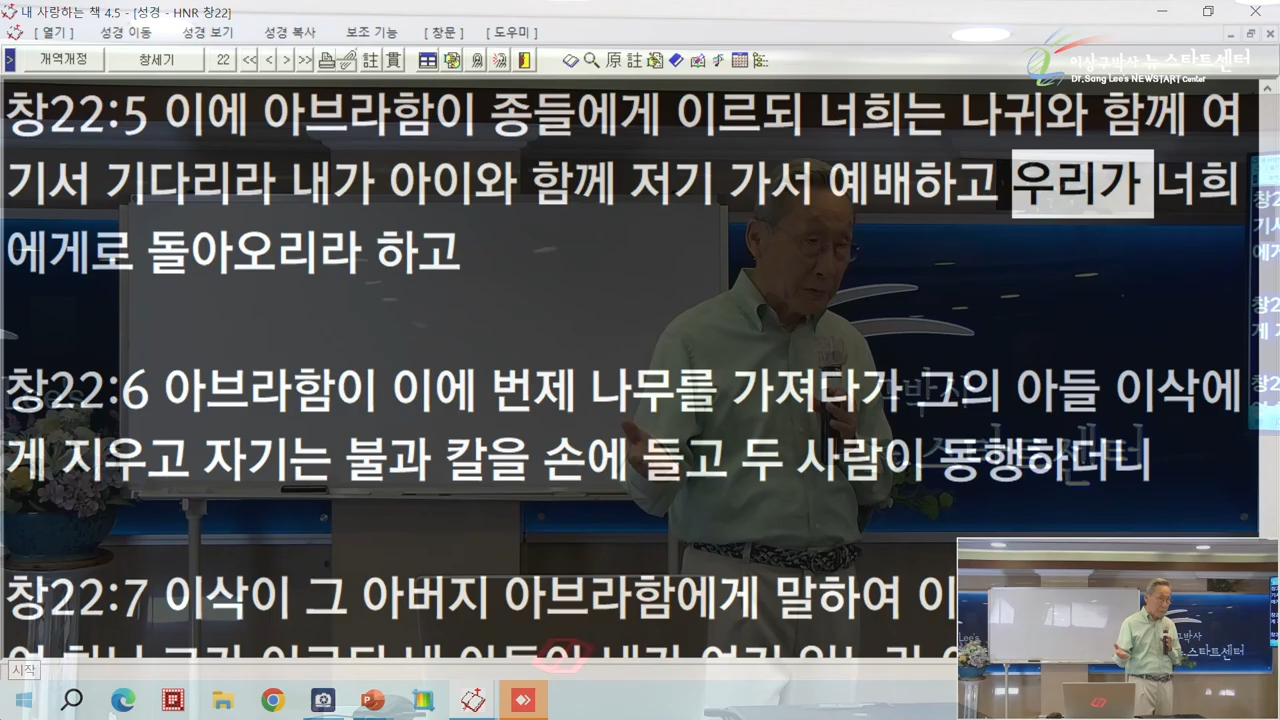 내 사랑하는 책 4.5 - [성경 - HNR 창22]
[ 열기 ] 성경 이동 성경 보기 성경 복사 보조 기능 [ 창문 ] [ 도우미 ]
개역개정 창세기 22 << < > >> 註 貫 原 註
이상구박사 뉴스타트센터
Dr.Sang Lee's NEWSTART Center
창22:5 이에 아브라함이 종들에게 이르되 너희는 나귀와 함께 여
기서 기다리라 내가 아이와 함께 저기 가서 예배하고 우리가 너희
에게로 돌아오리라 하고
창22:6 아브라함이 이에 번제 나무를 가져다가 그의 아들 이삭에
게 지우고 자기는 불과 칼을 손에 들고 두 사람이 동행하더니
창22:7 이삭이 그 아버지 아브라함에게 말하여 이
시작